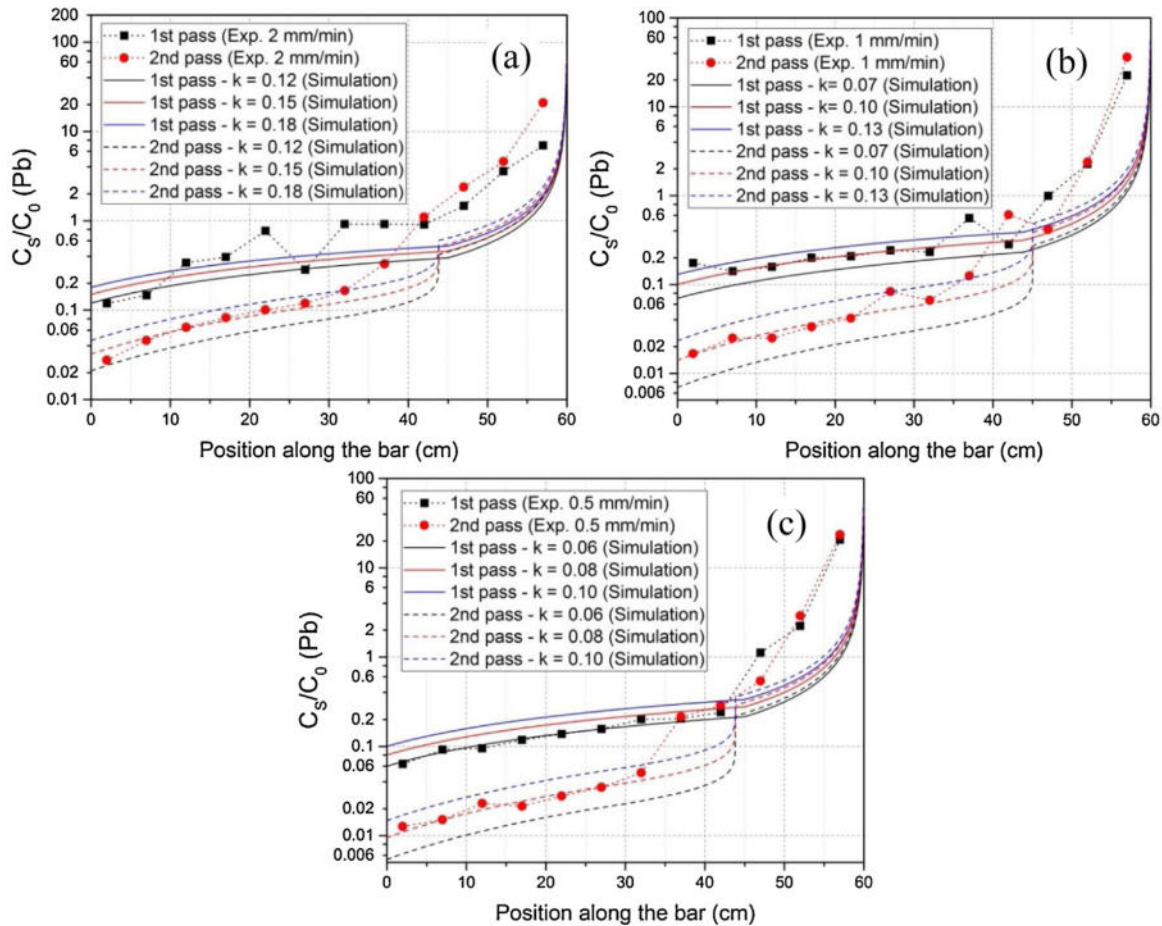 200
100
60
20
10
6
2
1
0.6
0.2
0.1
0.06
0.02
0.01
C_S/C_0 (Pb)
1st pass (Exp. 2 mm/min)
2nd pass (Exp. 2 mm/min)
1st pass - k = 0.12 (Simulation)
1st pass - k = 0.15 (Simulation)
1st pass - k = 0.18 (Simulation)
2nd pass - k = 0.12 (Simulation)
2nd pass - k = 0.15 (Simulation)
2nd pass - k = 0.18 (Simulation)
(a)
0 10 20 30 40 50 60
Position along the bar (cm)
100
60
20
10
6
2
1
0.6
0.2
0.1
0.06
0.02
0.01
0.006
C_S/C_0 (Pb)
1st pass (Exp. 1 mm/min)
2nd pass (Exp. 1 mm/min)
1st pass - k= 0.07 (Simulation)
1st pass - k = 0.10 (Simulation)
1st pass - k = 0.13 (Simulation)
2nd pass - k = 0.07 (Simulation)
2nd pass - k = 0.10 (Simulation)
2nd pass - k = 0.13 (Simulation)
(b)
0 10 20 30 40 50 60
Position along the bar (cm)
100
60
20
10
6
2
1
0.6
0.2
0.1
0.06
0.02
0.01
0.006
C_S/C_0 (Pb)
1st pass (Exp. 0.5 mm/min)
2nd pass (Exp. 0.5 mm/min)
1st pass - k = 0.06 (Simulation)
1st pass - k = 0.08 (Simulation)
1st pass - k = 0.10 (Simulation)
2nd pass - k = 0.06 (Simulation)
2nd pass - k = 0.08 (Simulation)
2nd pass - k = 0.10 (Simulation)
(c)
0 10 20 30 40 50 60
Position along the bar (cm)